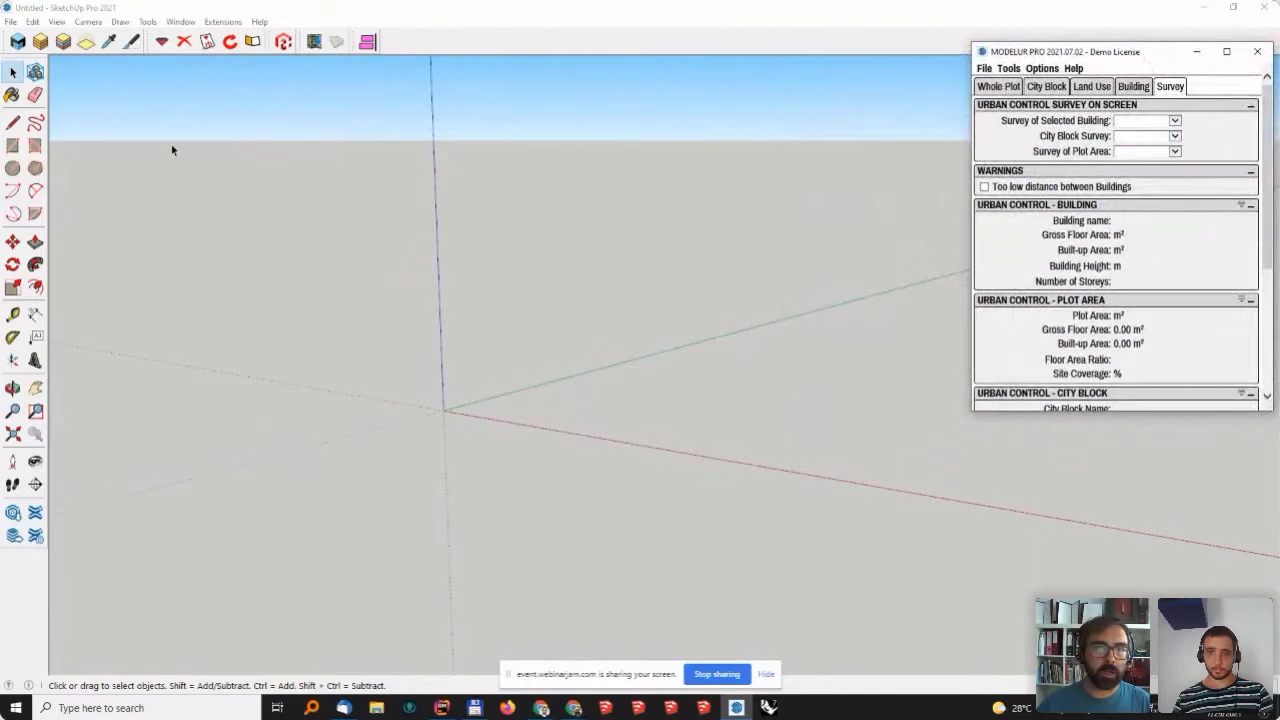 Untitled - SketchUp Pro 2021
File Edit View Camera Draw Tools Window Extensions Help
MODELUR PRO 2021.07.02 - Demo License
File Tools Options Help
Whole Plot City Block Land Use Building Survey
URBAN CONTROL SURVEY ON SCREEN
Survey of Selected Building:
City Block Survey:
Survey of Plot Area:
WARNINGS
Too low distance between Buildings
URBAN CONTROL - BUILDING
Building name:
Gross Floor Area: m²
Built-up Area: m²
Building Height: m
Number of Storeys:
URBAN CONTROL - PLOT AREA
Plot Area: m²
Gross Floor Area: 0.00 m²
Built-up Area: 0.00 m²
Floor Area Ratio:
Site Coverage: %
URBAN CONTROL - CITY BLOCK
City Block Name:
event.webinarjam.com is sharing your screen. Stop sharing Hide
Click or drag to select objects. Shift = Add/Subtract. Ctrl = Add. Shift + Ctrl = Subtract.
Type here to search
28°C